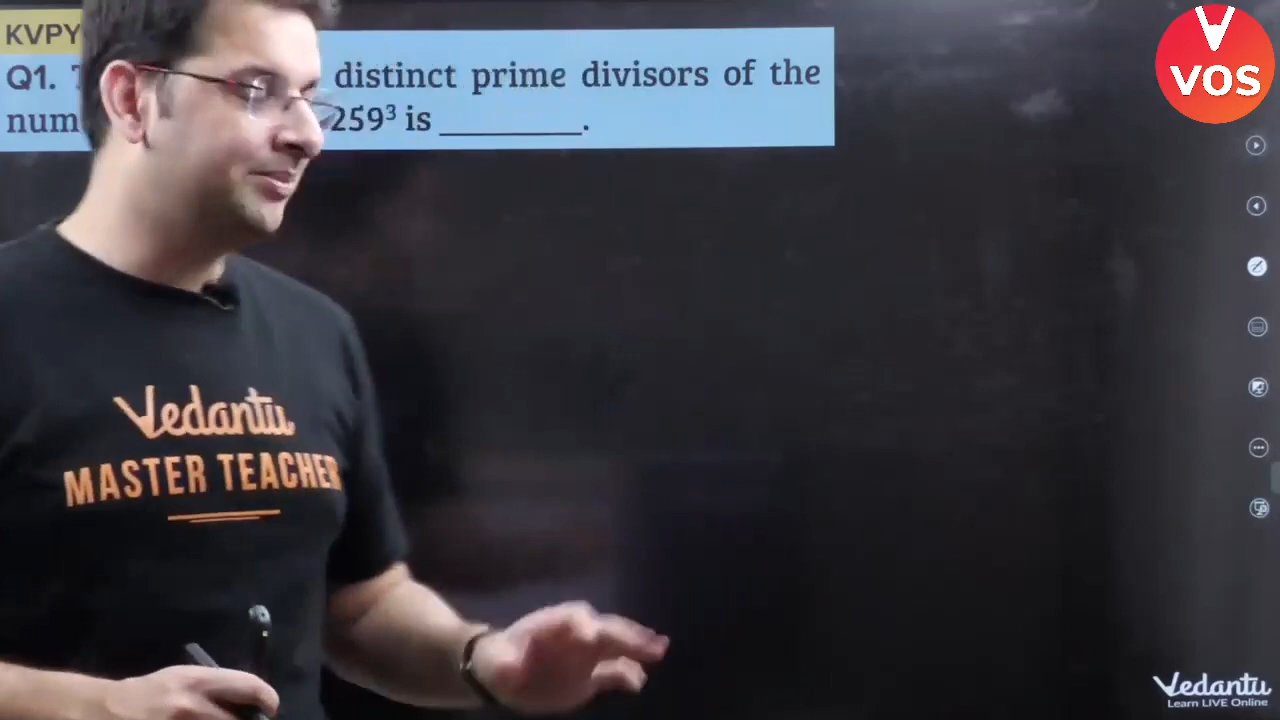 KVPY
Q1. distinct prime divisors of the
num 259³ is ________.
V
VOS
Vedantu
MASTER TEACHER
Vedantu
Learn LIVE Online